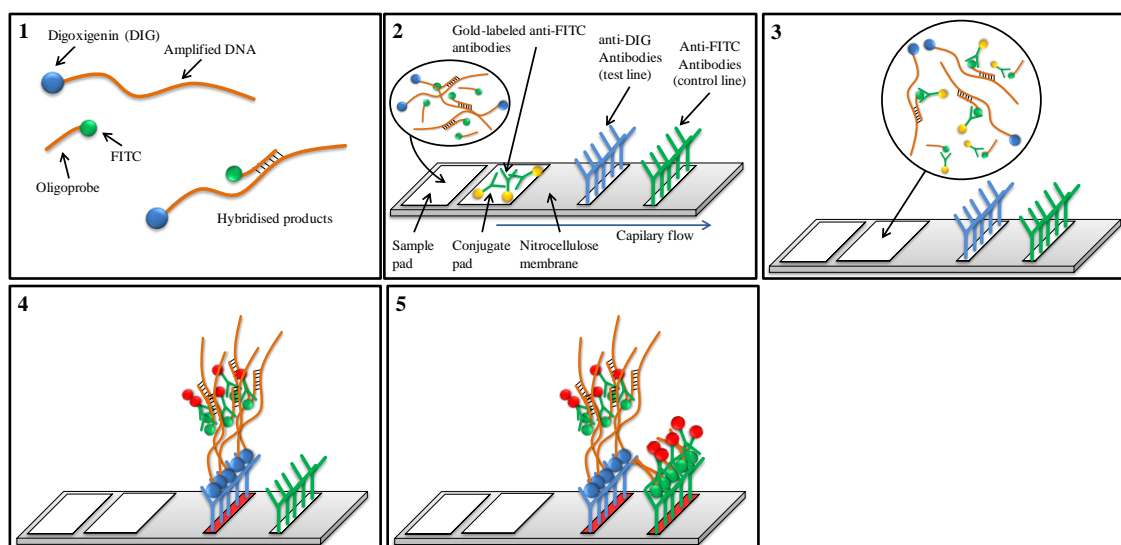 1
Digoxigenin (DIG)
Amplified DNA
FITC
Oligoprobe
Hybridised products
2
Gold-labeled anti-FITC
antibodies
anti-DIG
Antibodies
(test line)
Anti-FITC
Antibodies
(control line)
Capilary flow
Sample
pad
Conjugate
pad
Nitrocellulose
membrane
3
4
5